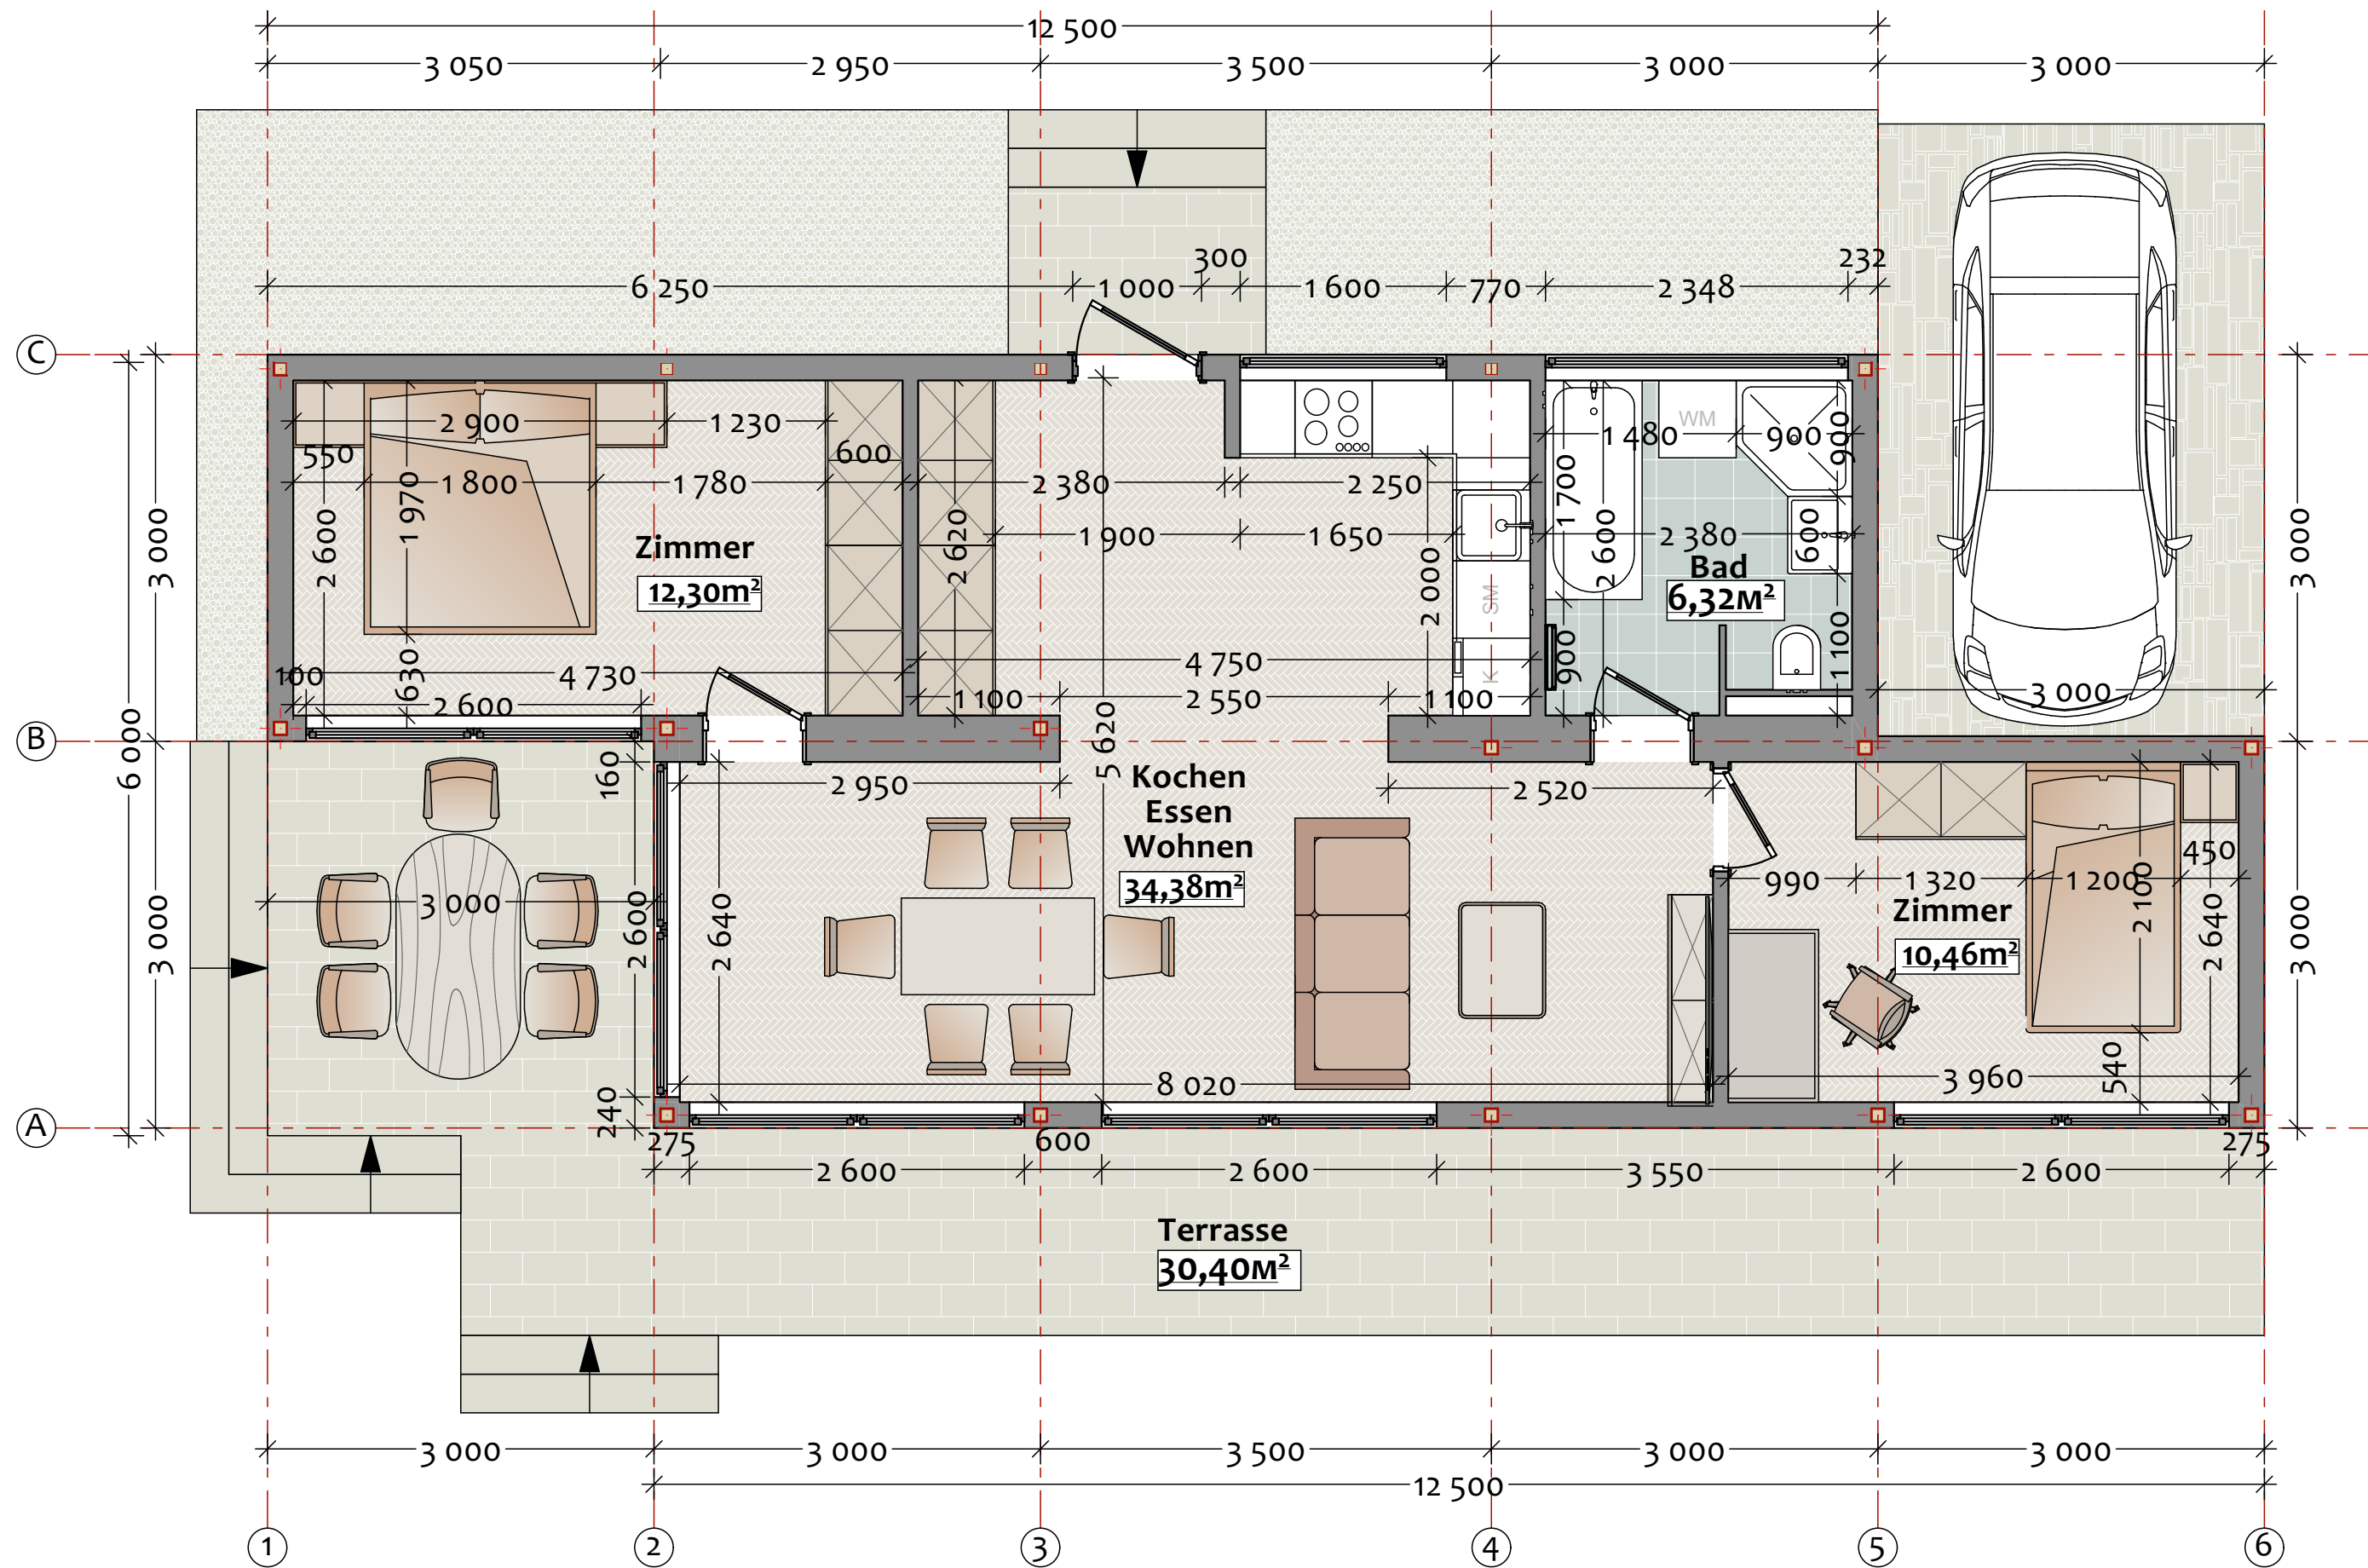 12 500
3 050 2 950 3 500 3 000 3 000
300 232
6 250 1 000 1 600 770 2 348
C
2 900 1 230 WM 1 480 900 900
550 600
1 800 1 970 1 780 2 380 2 250 1 700
3 000 2 600 2 620 1 900 1 650 2 600 2 380 600 3 000
Zimmer
12,30m²
2 000 SM
Bad
6,32м²
100 630 4 730 4 750 900 1 100
2 600 1 100 2 550 1 100 K 3 000
B
6 000
160 5 620
2 950 2 520
Kochen
Essen
Wohnen
34,38m²
450
990 1 320 1 200 2 100
3 000 3 000 2 600 2 640 2 640 3 000
Zimmer
10,46m²
540
8 020 3 960
240
A
275 600 275
2 600 2 600 3 550 2 600
Terrasse
30,40м²
3 000 3 000 3 500 3 000 3 000
12 500
1 2 3 4 5 6